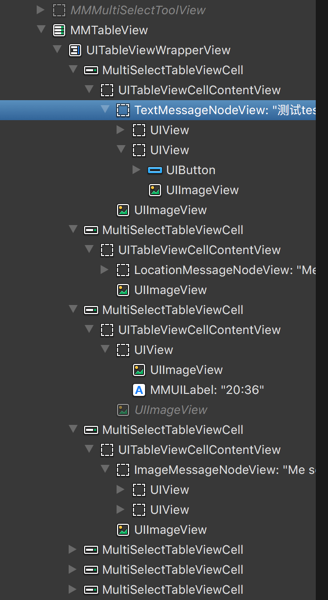 MMMultiSelectToolView
MMTableView
UITableViewWrapperView
MultiSelectTableViewCell
UITableViewCellContentView
TextMessageNodeView: "测试tes
UIView
UIView
UIButton
UIImageView
UIImageView
MultiSelectTableViewCell
UITableViewCellContentView
LocationMessageNodeView: "Me
UIImageView
MultiSelectTableViewCell
UITableViewCellContentView
UIView
UIImageView
A MMUILabel: "20:36"
UIImageView
MultiSelectTableViewCell
UITableViewCellContentView
ImageMessageNodeView: "Me s
UIView
UIView
UIImageView
MultiSelectTableViewCell
MultiSelectTableViewCell
MultiSelectTableViewCell